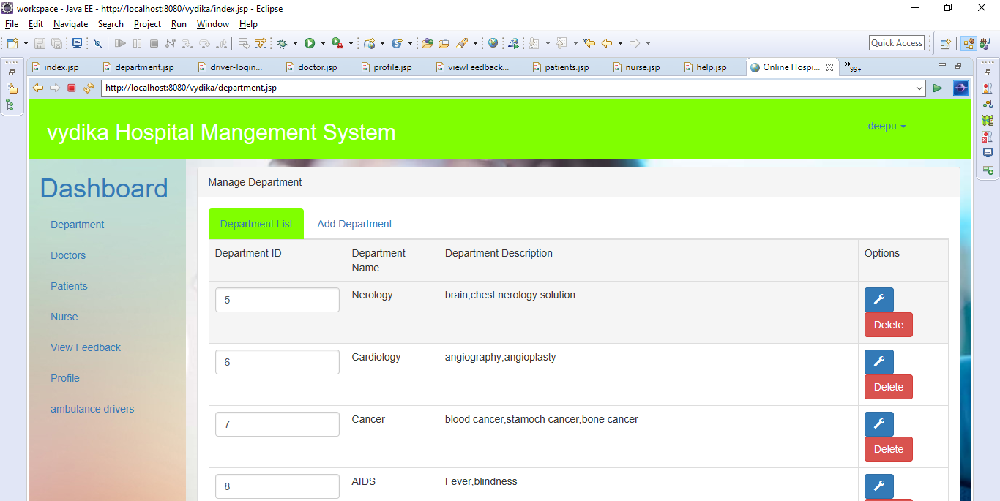 workspace - Java EE - http://localhost:8080/vydika/index.jsp - Eclipse
File Edit Navigate Search Project Run Window Help
Quick Access
index.jsp department.jsp driver-login... doctor.jsp profile.jsp viewFeedback... patients.jsp nurse.jsp help.jsp Online Hospi... »99+
http://localhost:8080/vydika/department.jsp
vydika Hospital Mangement System
deepu
Dashboard
Department
Doctors
Patients
Nurse
View Feedback
Profile
ambulance drivers
Manage Department
Department List Add Department
Department ID Department Name Department Description Options
5 Nerology brain,chest nerology solution
Delete
6 Cardiology angiography,angioplasty
Delete
7 Cancer blood cancer,stamoch cancer,bone cancer
Delete
8 AIDS Fever,blindness